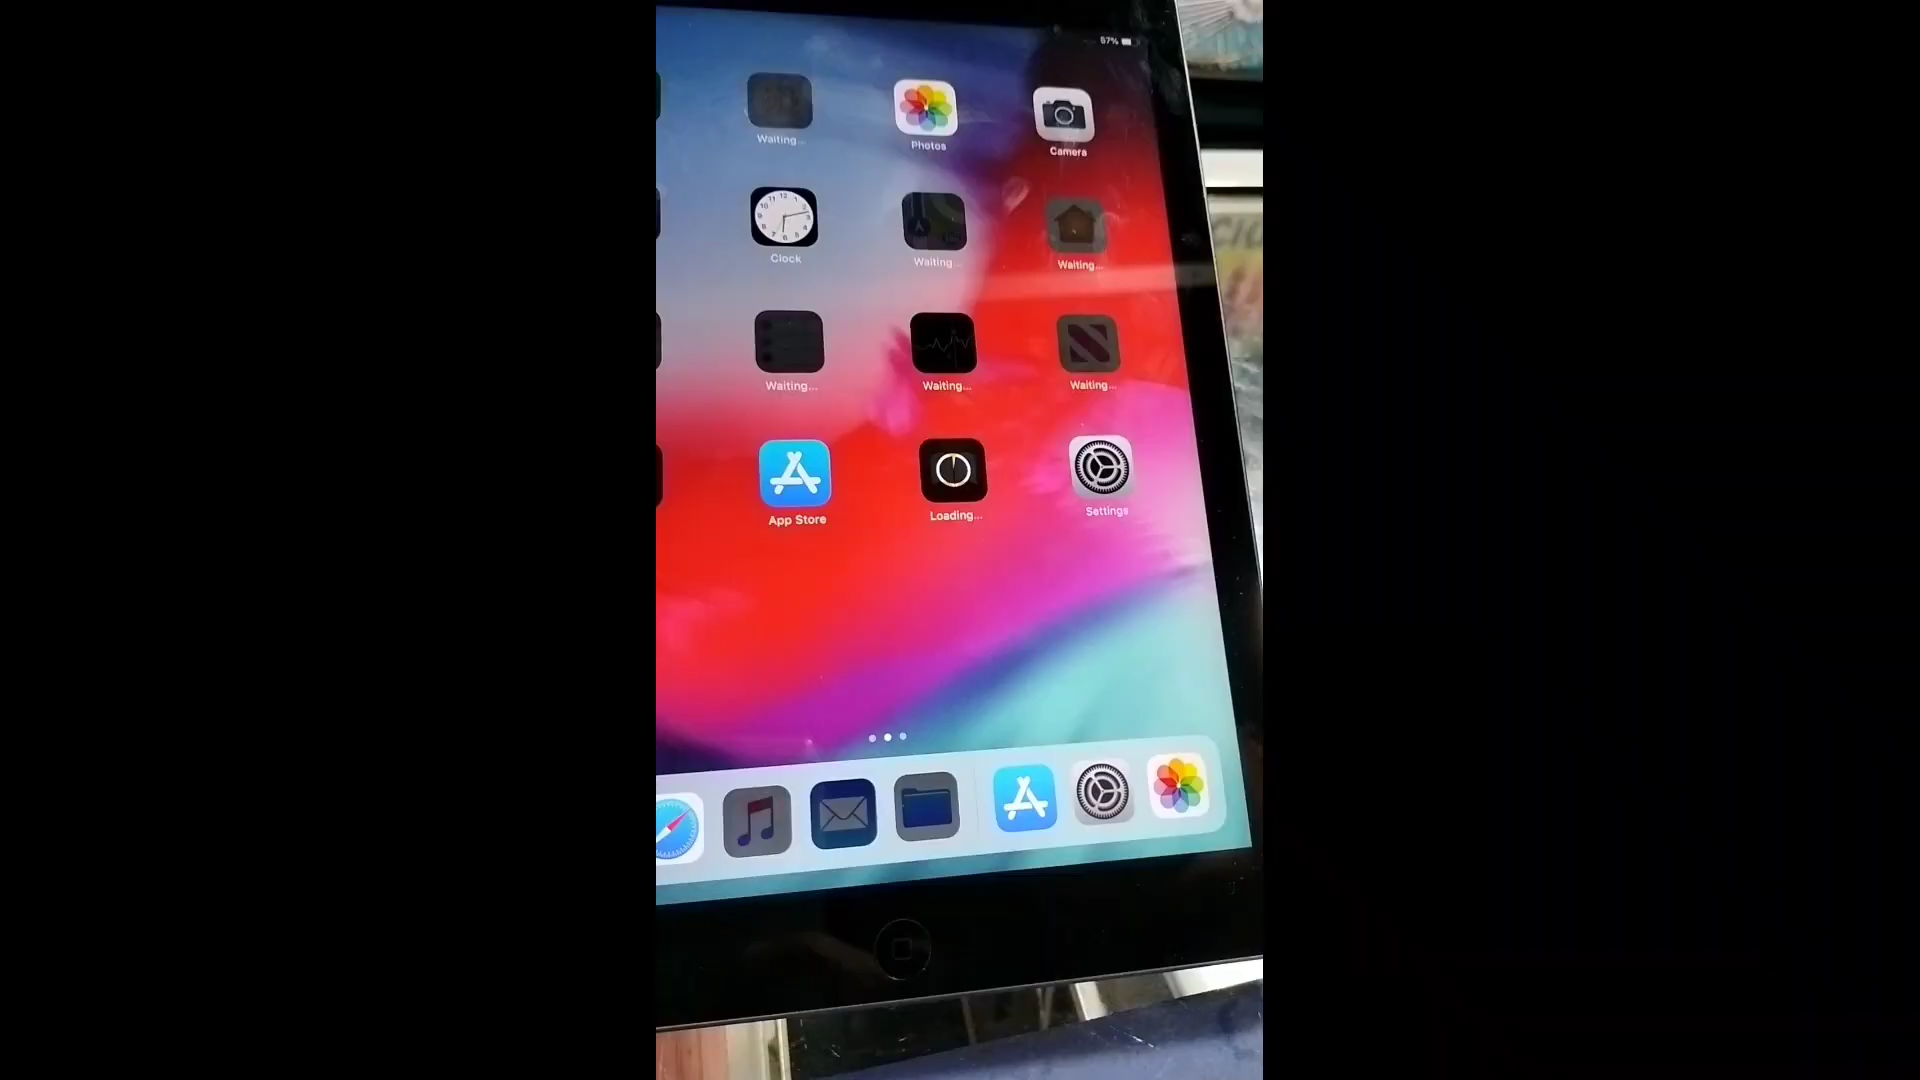 57%
Waiting...
Photos
Camera
Clock
Waiting...
Waiting...
Waiting...
Waiting...
Waiting...
App Store
Loading...
Settings